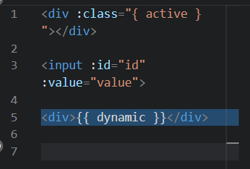 1 <div :class="{ active }
"></div>
2
3 <input :id="id"
:value="value">
4
5 <div>{{ dynamic }}</div>
6
7